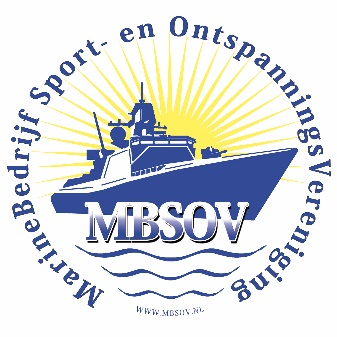 MarineBedrijf Sport- en OntspanningsVereniging
MBSOV
WWW.MBSOV.NL